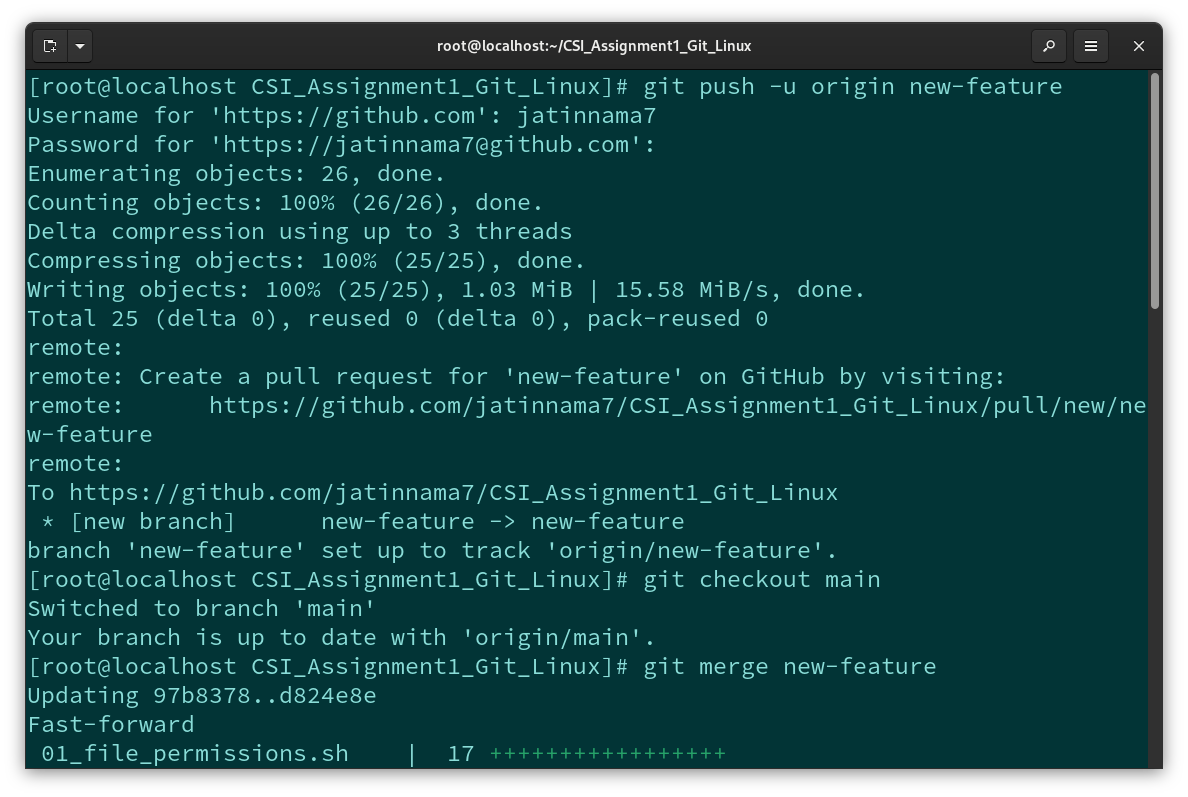 root@localhost:~/CSI_Assignment1_Git_Linux
[root@localhost CSI_Assignment1_Git_Linux]# git push -u origin new-feature
Username for 'https://github.com': jatinnama7
Password for 'https://jatinnama7@github.com':
Enumerating objects: 26, done.
Counting objects: 100% (26/26), done.
Delta compression using up to 3 threads
Compressing objects: 100% (25/25), done.
Writing objects: 100% (25/25), 1.03 MiB | 15.58 MiB/s, done.
Total 25 (delta 0), reused 0 (delta 0), pack-reused 0
remote:
remote: Create a pull request for 'new-feature' on GitHub by visiting:
remote:      https://github.com/jatinnama7/CSI_Assignment1_Git_Linux/pull/new/ne
w-feature
remote:
To https://github.com/jatinnama7/CSI_Assignment1_Git_Linux
 * [new branch]      new-feature -> new-feature
branch 'new-feature' set up to track 'origin/new-feature'.
[root@localhost CSI_Assignment1_Git_Linux]# git checkout main
Switched to branch 'main'
Your branch is up to date with 'origin/main'.
[root@localhost CSI_Assignment1_Git_Linux]# git merge new-feature
Updating 97b8378..d824e8e
Fast-forward
 01_file_permissions.sh    |  17 +++++++++++++++++